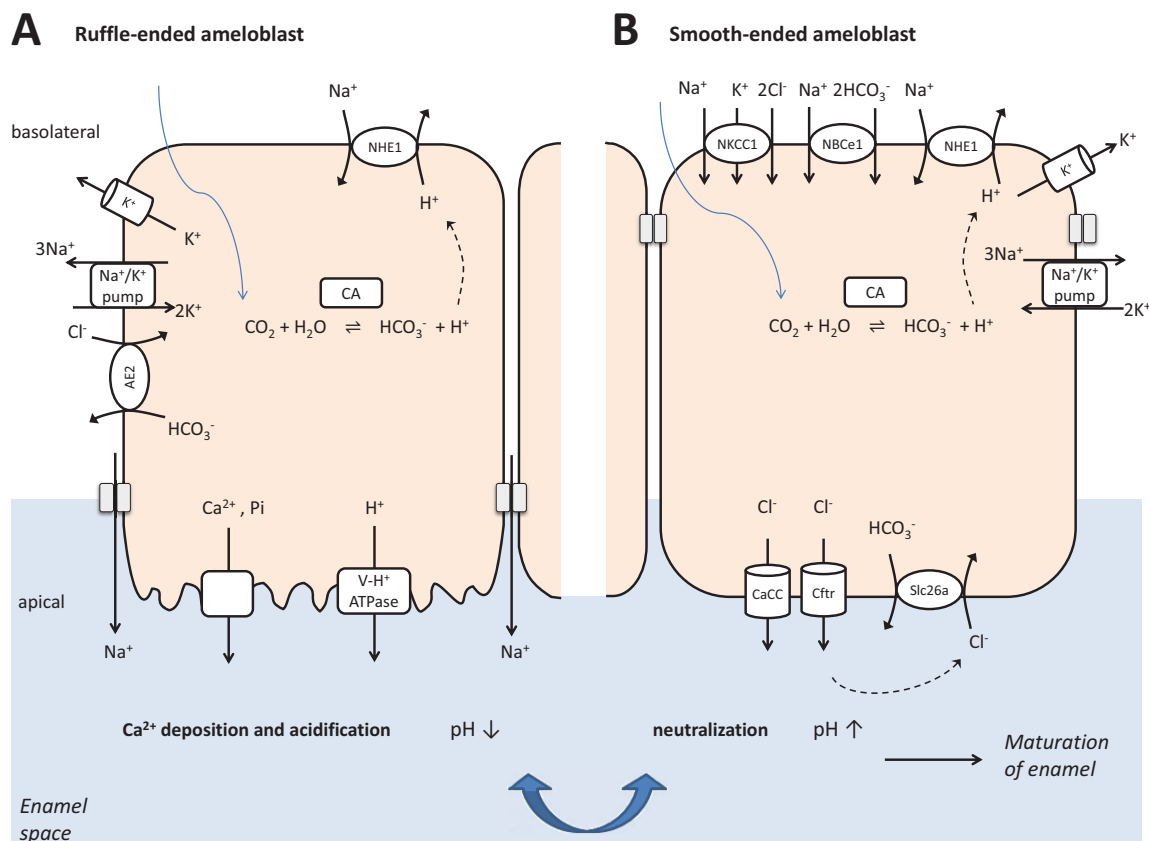 A Ruffle-ended ameloblast
basolateral
Na⁺
NHE1
H⁺
K⁺
K⁺
3Na⁺
Na⁺/K⁺
pump
2K⁺
Cl⁻
AE2
HCO₃⁻
CA
CO₂ + H₂O ⇌ HCO₃⁻ + H⁺
Ca²⁺ , Pi
H⁺
V-H⁺
ATPase
apical
Na⁺
Na⁺
Ca²⁺ deposition and acidification pH ↓
Enamel
space
B Smooth-ended ameloblast
Na⁺ K⁺ 2Cl⁻ Na⁺ 2HCO₃⁻ Na⁺
NKCC1
NBCe1
NHE1
H⁺
K⁺
K⁺
3Na⁺
Na⁺/K⁺
pump
2K⁺
CA
CO₂ + H₂O ⇌ HCO₃⁻ + H⁺
Cl⁻ Cl⁻
HCO₃⁻
CaCC
Cftr
Slc26a
Cl⁻
neutralization pH ↑
Maturation
of enamel